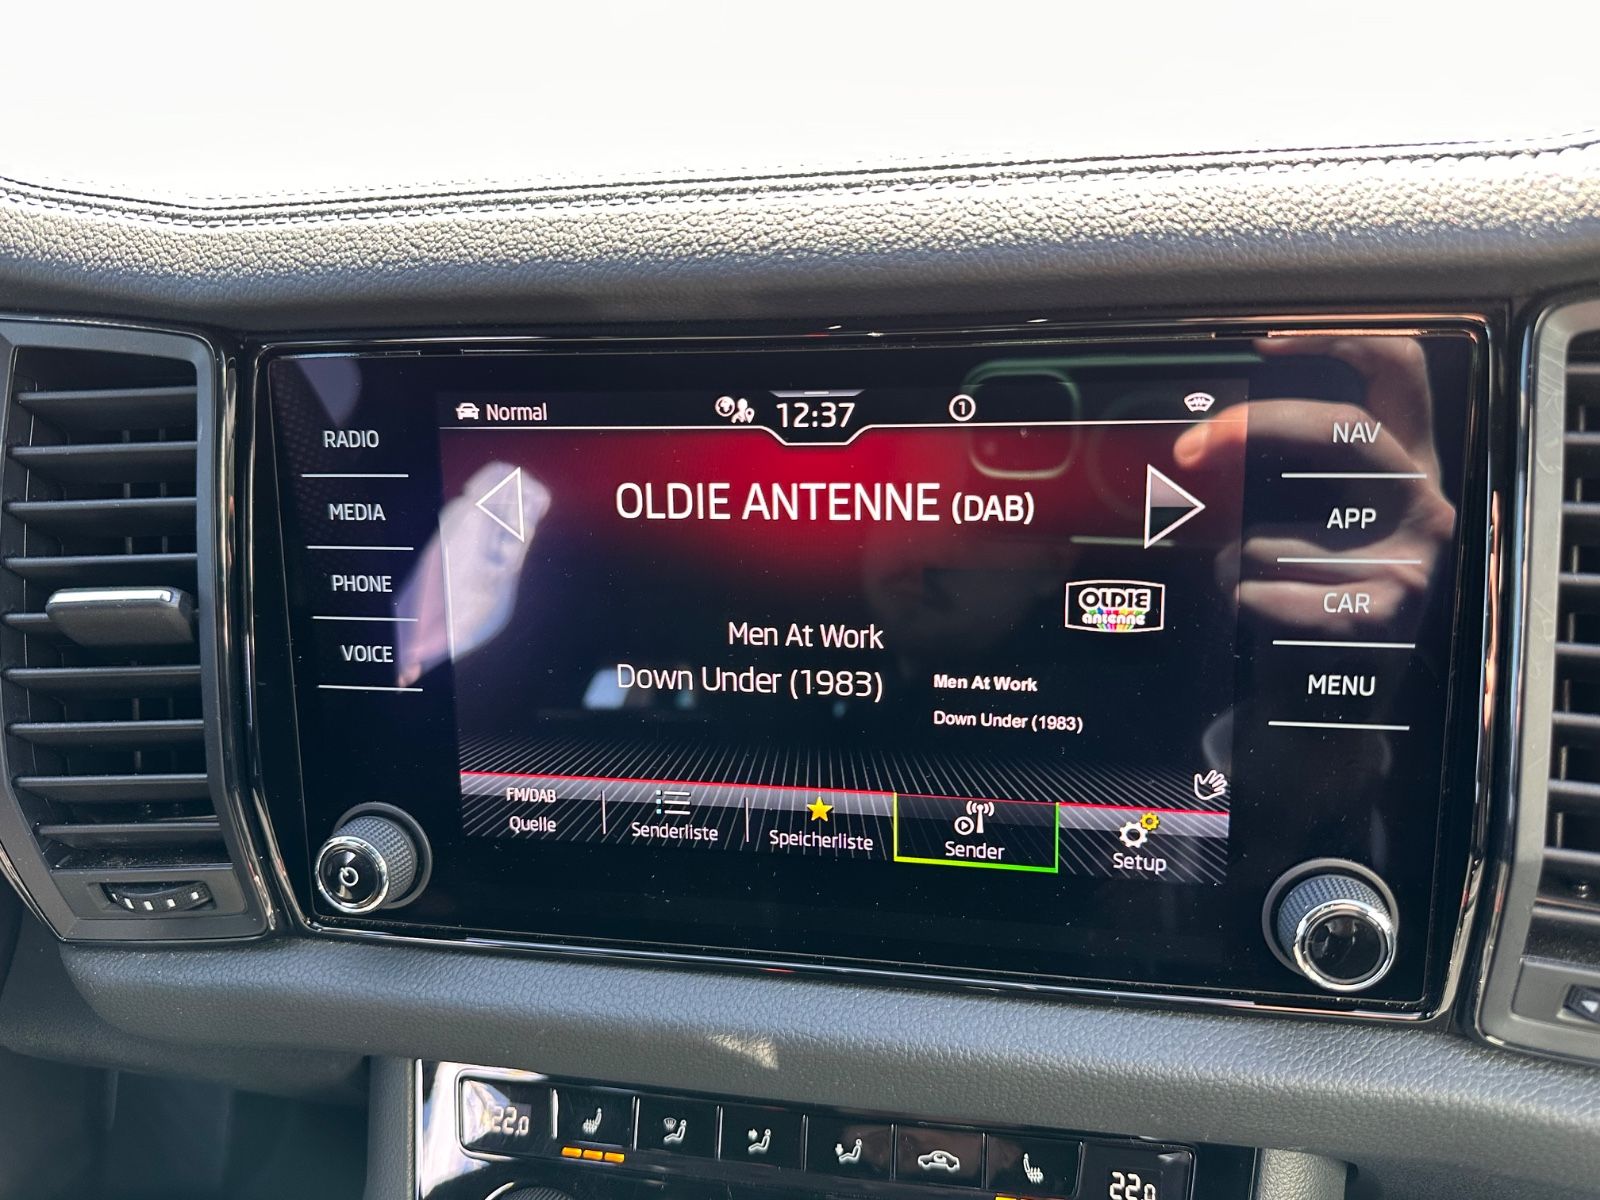 Normal 12:37 1
RADIO
MEDIA
PHONE
VOICE
OLDIE ANTENNE (DAB)
OLDIE
antenne
Men At Work
Down Under (1983)
Men At Work
Down Under (1983)
FM/DAB
Quelle
Senderliste
Speicherliste
Sender
Setup
NAV
APP
CAR
MENU
22.0
22.0